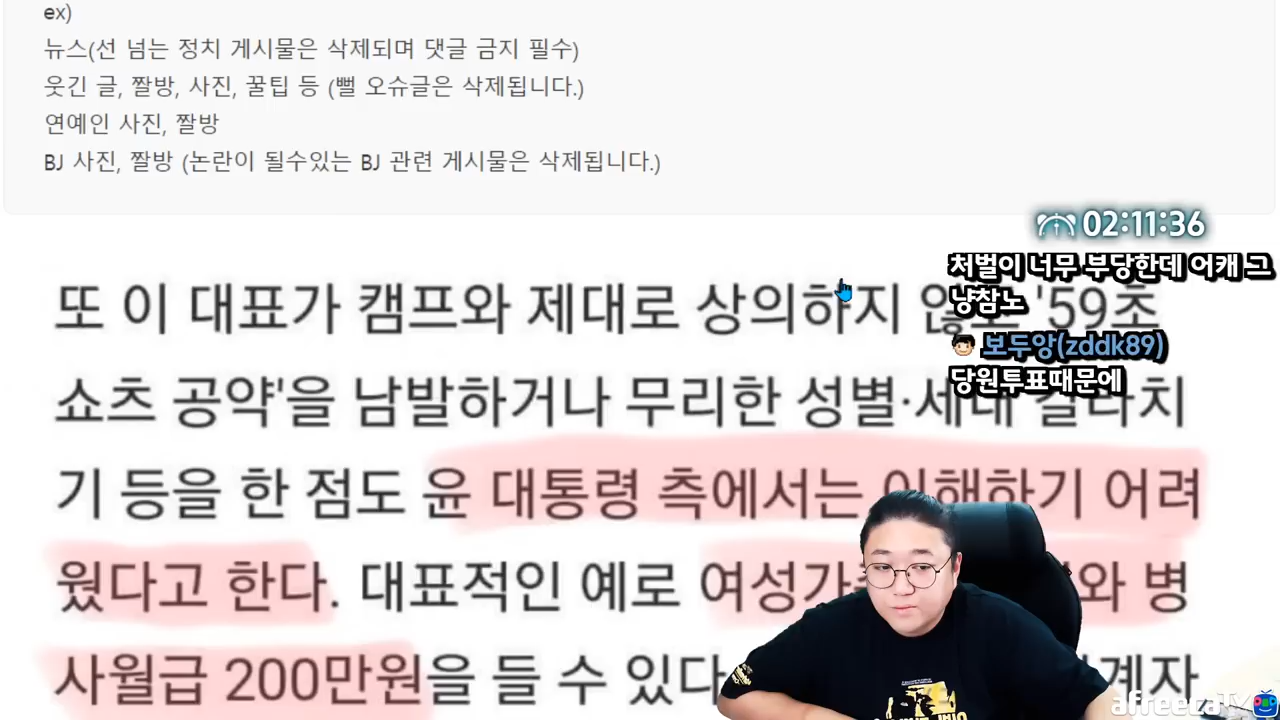 ex)
뉴스(선 넘는 정치 게시물은 삭제되며 댓글 금지 필수)
웃긴 글, 짤방, 사진, 꿀팁 등 (뻘 오슈글은 삭제됩니다.)
연예인 사진, 짤방
BJ 사진, 짤방 (논란이 될수있는 BJ 관련 게시물은 삭제됩니다.)
02:11:36
처벌이 너무 부당한데 어캐 그
냥참노
보두앙(zddk89)
당원투표때문에
또 이 대표가 캠프와 제대로 상의하지 '59초
쇼츠 공약'을 남발하거나 무리한 성별·세대
기 등을 한 점도 윤 대통령 측에서는 이해하기 어려
웠다고 한다. 대표적인 예로 병
사월급 200만원을 들 수 있다
afreecaTV